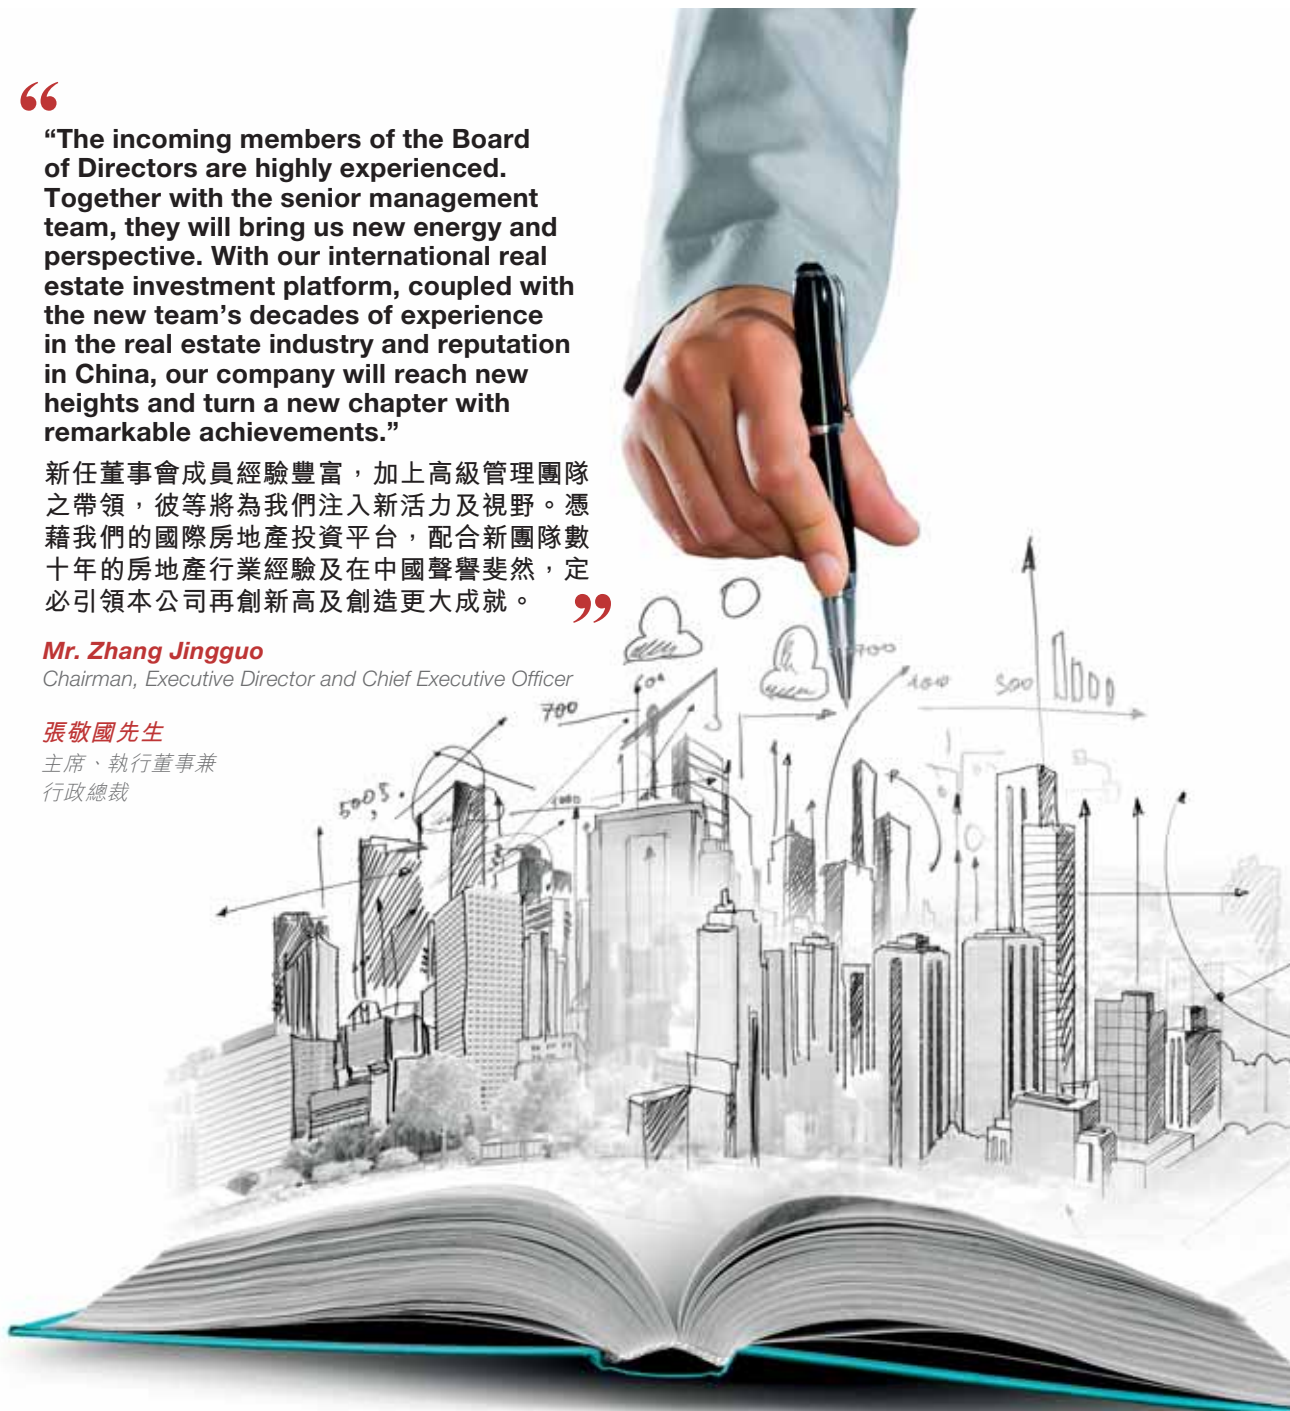 “
“The incoming members of the Board
of Directors are highly experienced.
Together with the senior management
team, they will bring us new energy and
perspective. With our international real
estate investment platform, coupled with
the new team’s decades of experience
in the real estate industry and reputation
in China, our company will reach new
heights and turn a new chapter with
remarkable achievements.”
新任董事會成員經驗豐富，加上高級管理團隊
之帶領，彼等將為我們注入新活力及視野。憑
藉我們的國際房地產投資平台，配合新團隊數
十年的房地產行業經驗及在中國聲譽斐然，定
必引領本公司再創新高及創造更大成就。
”
Mr. Zhang Jingguo
Chairman, Executive Director and Chief Executive Officer
張敬國先生
主席、執行董事兼
行政總裁
700
500